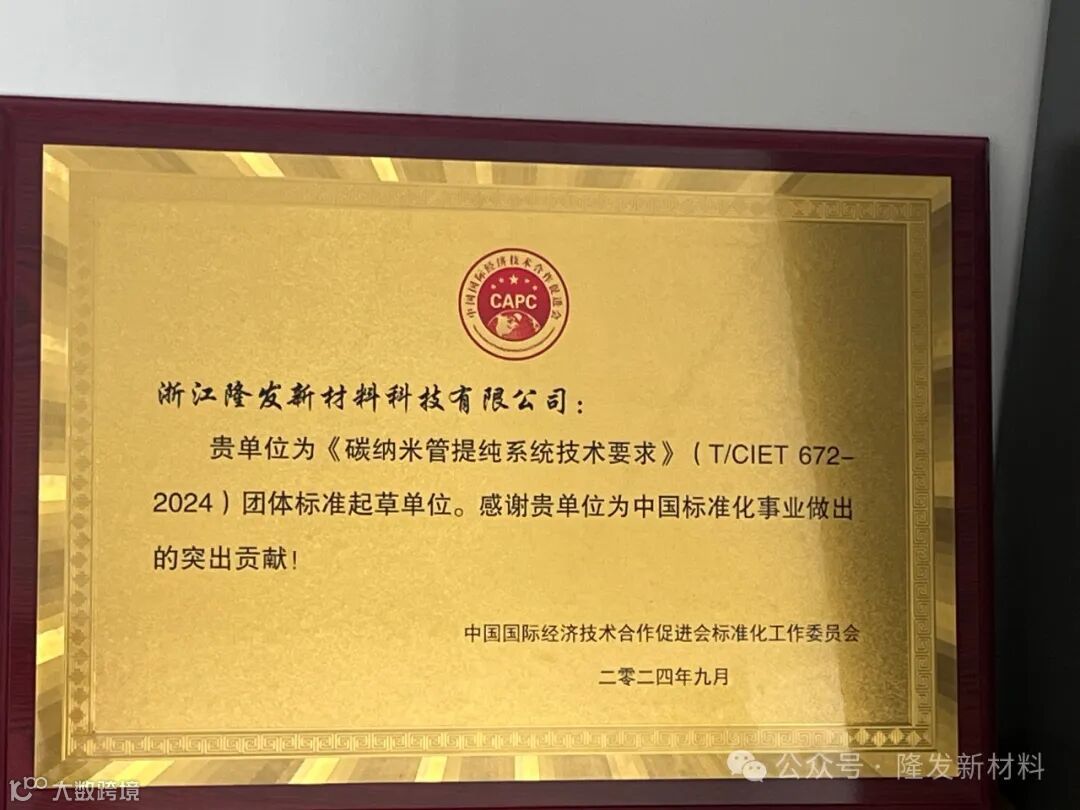 中国国际经济技术合作促进会
CAPC
浙江隆发新材料科技有限公司：
贵单位为《碳纳米管提纯系统技术要求》（T/CIET 672-
2024）团体标准起草单位。感谢贵单位为中国标准化事业做出
的突出贡献！
中国国际经济技术合作促进会标准化工作委员会
二零二四年九月
公众号·隆发新材料
大数跨境